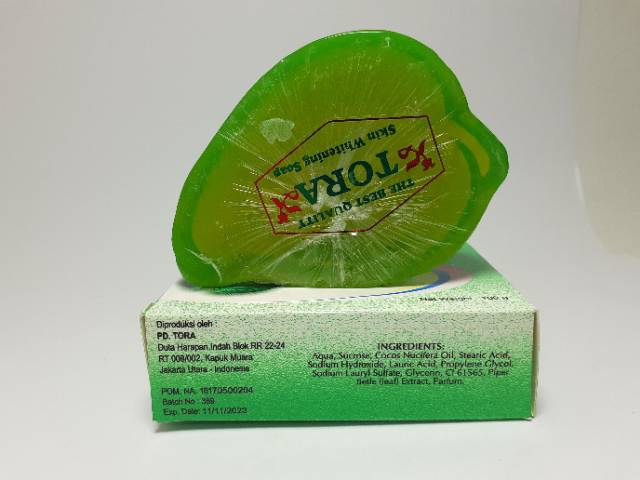 THE BEST QUALITY
TORA
Skin Whitening Soap
Diproduksi oleh :
PD. TORA
Duta Harapan Indah Blok RR 22-24
RT 008/002, Kapuk Muara
Jakarta Utara - Indonesia
POM. NA. 18170500204
Batch No : 389
Exp. Date: 11/11/2023
INGREDIENTS:
Aqua, Sucrose, Cocos Nucifera Oil, Stearic Acid,
Sodium Hydroxide, Lauric Acid, Propylene Glycol,
Sodium Lauryl Sulfate, Glycerin, CI 61565, Piper
Betle (leaf) Extract, Parfum.